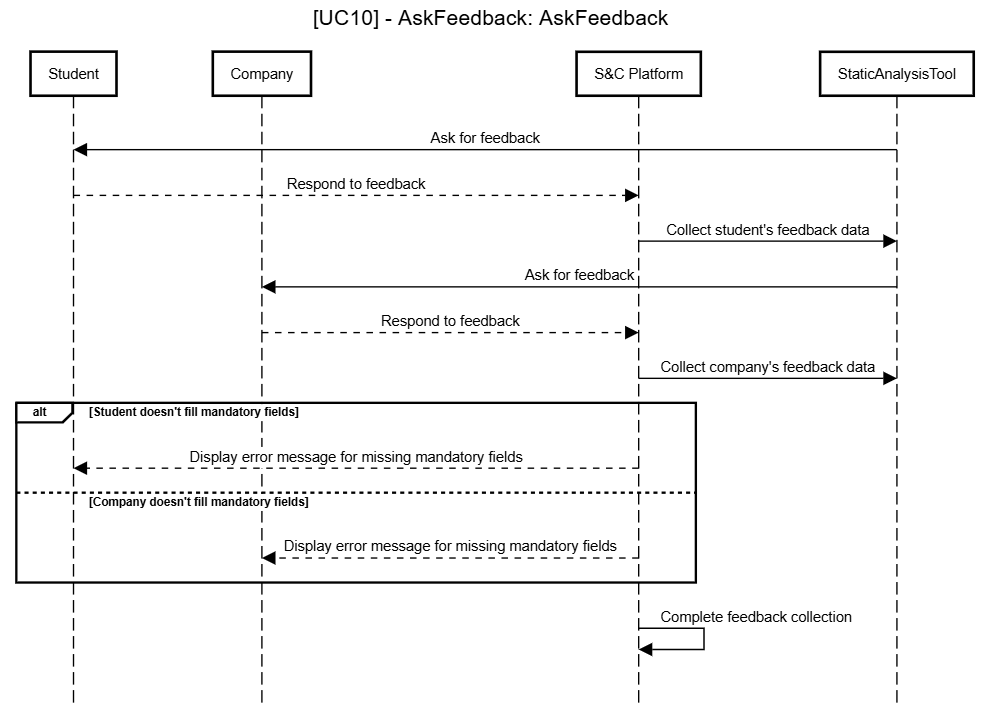 [UC10] - AskFeedback: AskFeedback
Student
Company
S&C Platform
StaticAnalysisTool
Ask for feedback
Respond to feedback
Collect student's feedback data
Ask for feedback
Respond to feedback
Collect company's feedback data
alt
[Student doesn't fill mandatory fields]
Display error message for missing mandatory fields
[Company doesn't fill mandatory fields]
Display error message for missing mandatory fields
Complete feedback collection